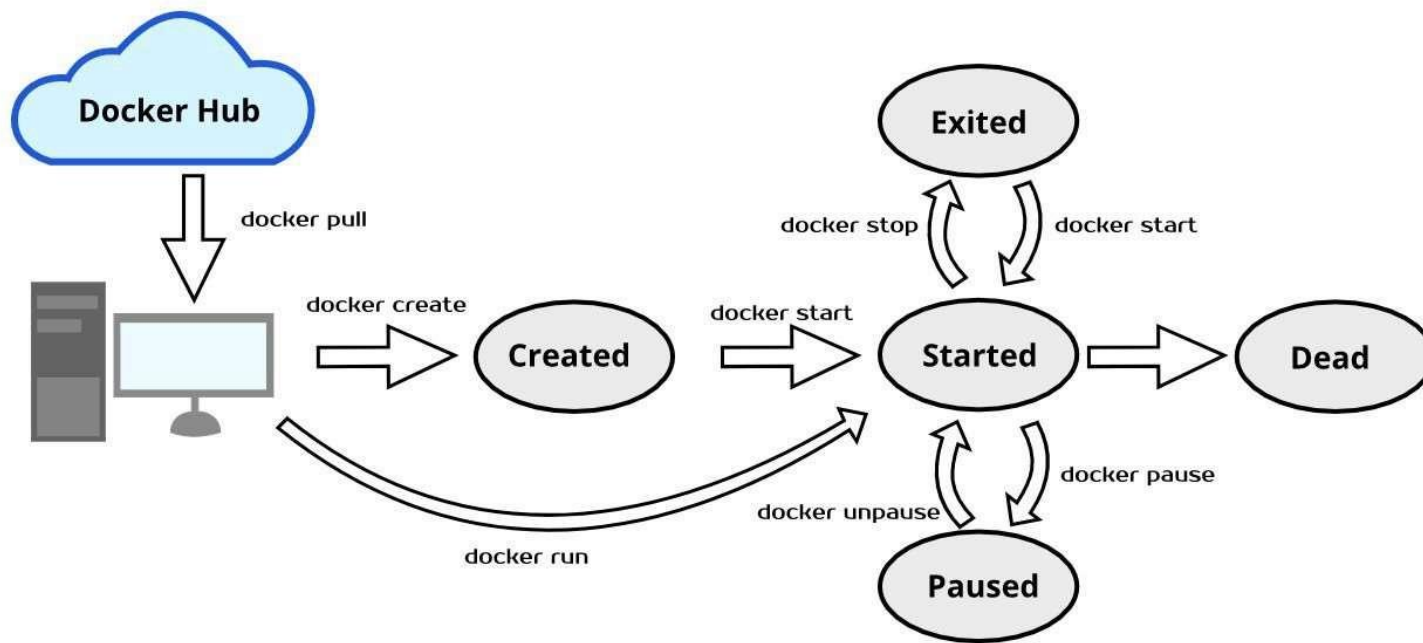 Docker Hub
docker pull
Exited
docker stop
docker start
docker create
Created
docker start
Started
Dead
docker run
docker unpause
docker pause
Paused